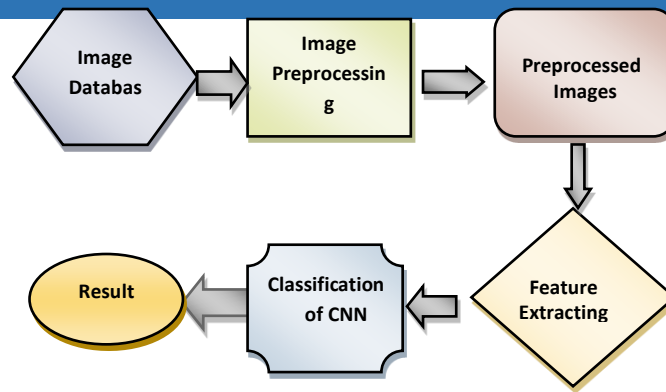 Image
Databas
Image
Preprocessin
g
Preprocessed
Images
Feature
Extracting
Classification
of CNN
Result